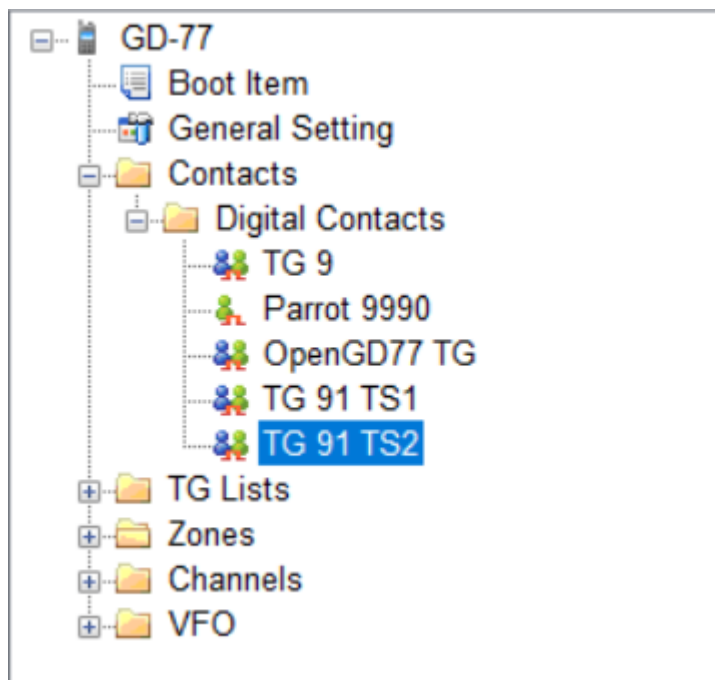 GD-77
Boot Item
General Setting
Contacts
Digital Contacts
TG 9
Parrot 9990
OpenGD77 TG
TG 91 TS1
TG 91 TS2
TG Lists
Zones
Channels
VFO